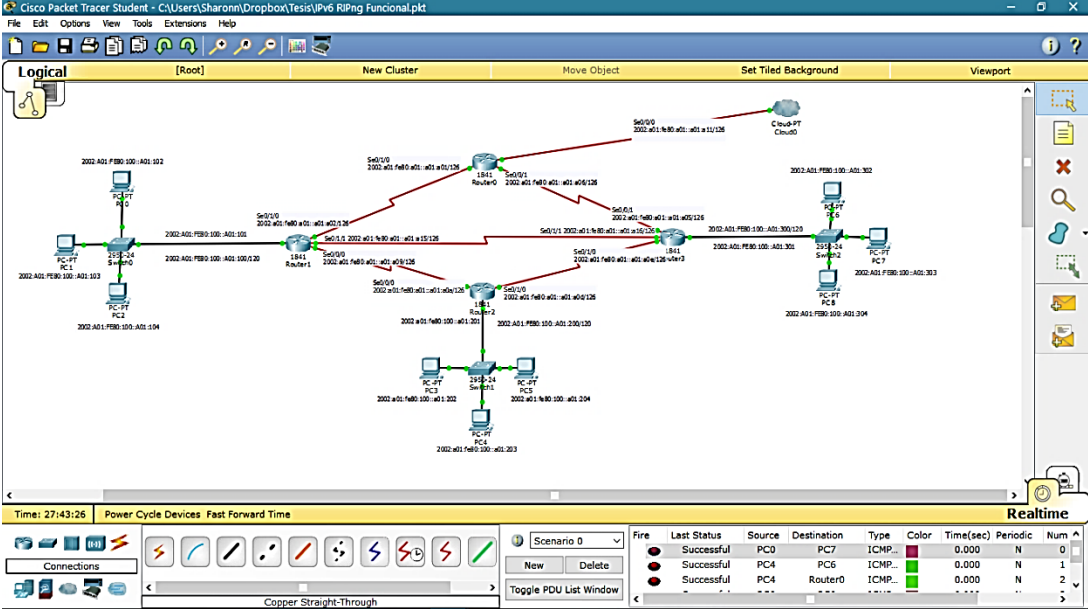 Cisco Packet Tracer Student - C:\Users\Sharonn\Dropbox\Tesis\IPv6 RIPng Funcional.pkt
File Edit Options View Tools Extensions Help
Logical [Root] New Cluster Move Object Set Tiled Background Viewport
Se0/0/0
2002:a01:fe80:a01::a01:a11/126
Cloud-PT
Cloud0
2002:A01:FE80:100::A01:102
PC-PT
Se0/1/0
2002:a01:fe80:a01::a01:a01/126
1841
Router0
Se0/0/1
2002:a01:fe80:a01::a01:a06/126
2002:A01:FE80:100::A01:302
PC-PT
PC6
Se0/1/0
2002:a01:fe80:a01::a01:a02/126
Se0/0/1
2002:a01:fe80:a01::a01:a05/126
2002:A01:FE80:100::A01:101
Se0/1/1 2002:a01:fe80:a01::a01:a15/126
Se0/1/1 2002:a01:fe80:a01::a01:a16/126
2002:A01:FE80:100::A01:300/120
PC-PT
PC1
2950-24
Switch0
2002:A01:FE80:100::A01:100/120
1841
Router1
Se0/0/0
2002:a01:fe80:a01::a01:a09/126
1841
Se0/1/0
2002:a01:fe80:a01::a01:a0e/126
2002:A01:FE80:100::A01:301
2950-24
Switch2
PC-PT
PC7
2002:A01:FE80:100::A01:103
2002:A01:FE80:100::A01:303
PC-PT
PC2
2002:A01:FE80:100::A01:104
Se0/0/0
2002:a01:fe80:a01::a01:a0a/126
Se0/1/0
2002:a01:fe80:a01::a01:a0d/126
1841
Router2
PC-PT
PC8
2002:A01:FE80:100::A01:304
2002:a01:fe80:100::a01:201
2002:A01:FE80:100::A01:200/120
PC-PT
PC3
2950-24
Switch1
PC-PT
PC5
2002:a01:fe80:100::a01:202
2002:a01:fe80:100::a01:204
PC-PT
PC4
2002:a01:fe80:100::a01:203
Realtime
Time: 27:43:26 Power Cycle Devices Fast Forward Time
Connections
Copper Straight-Through
Scenario 0
New Delete
Toggle PDU List Window
Fire Last Status Source Destination Type Color Time(sec) Periodic Num
Successful PC0 PC7 ICMP... 0.000 N 0
Successful PC4 PC6 ICMP... 0.000 N 1
Successful PC4 Router0 ICMP... 0.000 N 2